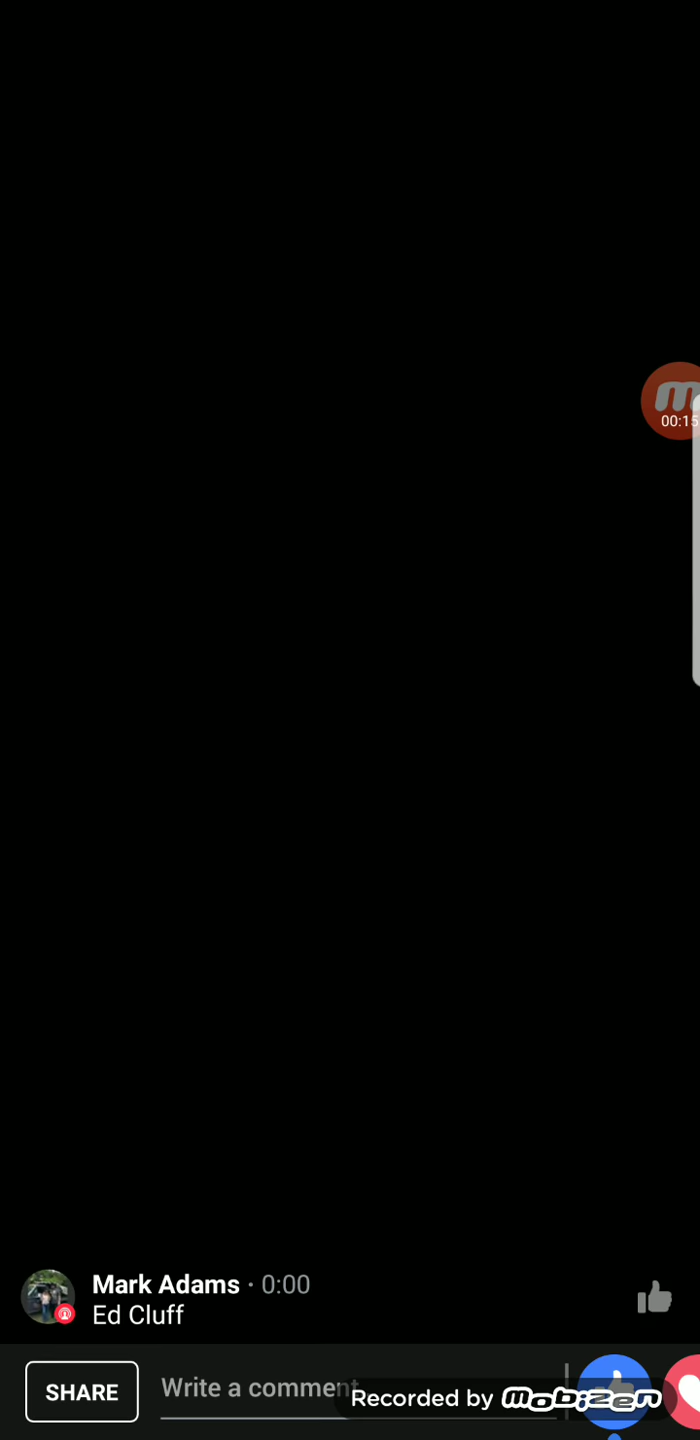 00:15
Mark Adams · 0:00
Ed Cluff
SHARE
Write a comment
Recorded by mobizen